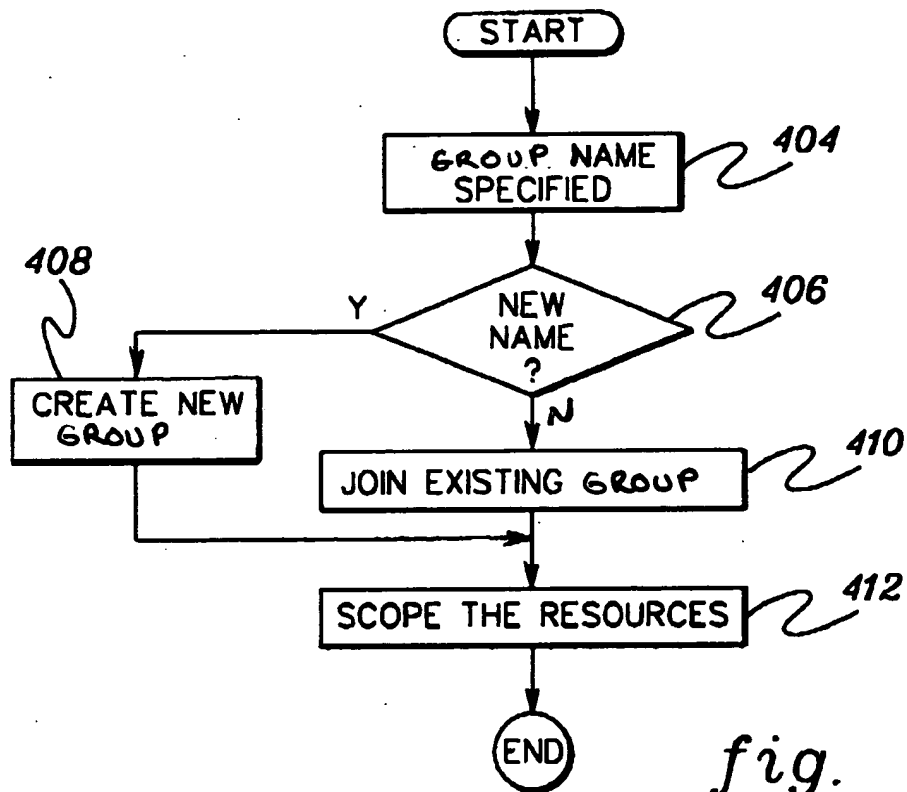 START
GROUP NAME
SPECIFIED
404
NEW
NAME
?
406
Y
N
408
CREATE NEW
GROUP
JOIN EXISTING GROUP
410
SCOPE THE RESOURCES
412
END
fig.